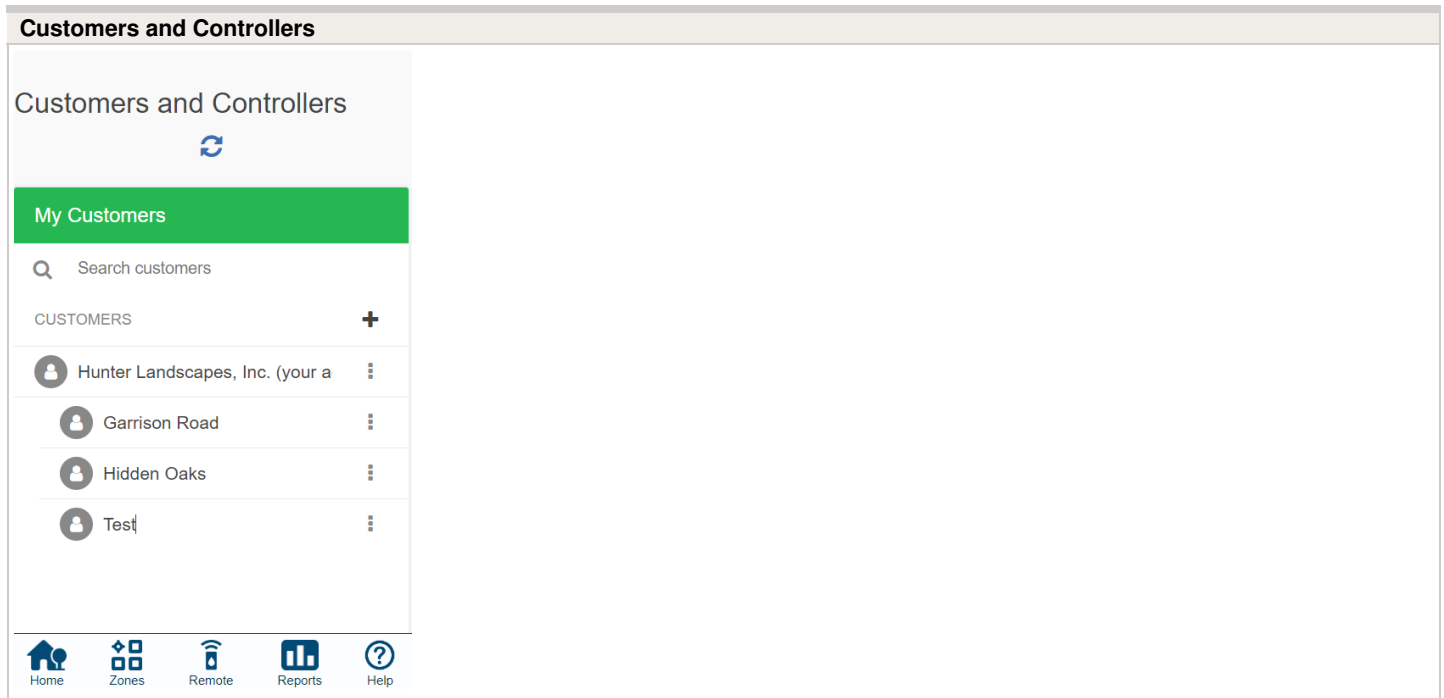 Customers and Controllers
Customers and Controllers
My Customers
Search customers
CUSTOMERS
Hunter Landscapes, Inc. (your a
Garrison Road
Hidden Oaks
Test
Home Zones Remote Reports Help